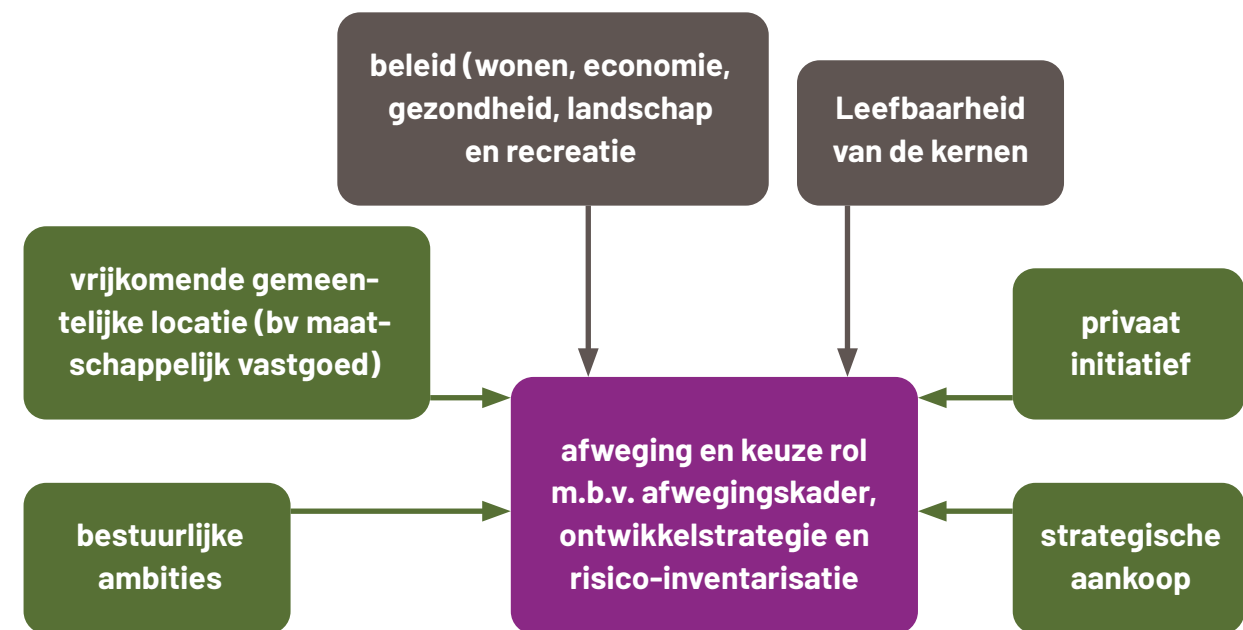 beleid (wonen, economie,
gezondheid, landschap
en recreatie
Leefbaarheid
van de kernen
vrijkomende gemeen-
telijke locatie (bv maat-
schappelijk vastgoed)
privaat
initiatief
afweging en keuze rol
m.b.v. afwegingskader,
ontwikkelstrategie en
risico-inventarisatie
bestuurlijke
ambities
strategische
aankoop